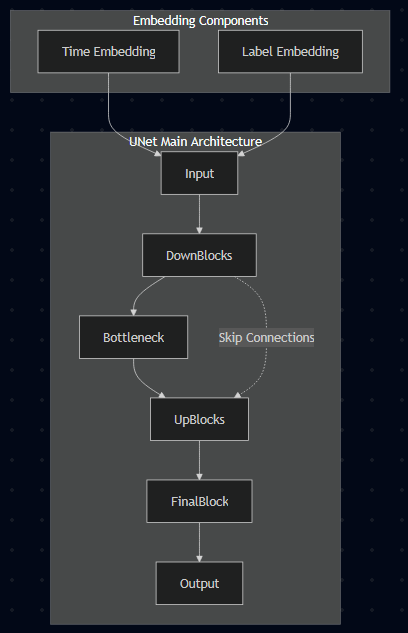 Embedding Components
Time Embedding
Label Embedding
UNet Main Architecture
Input
DownBlocks
Bottleneck
Skip Connections
UpBlocks
FinalBlock
Output